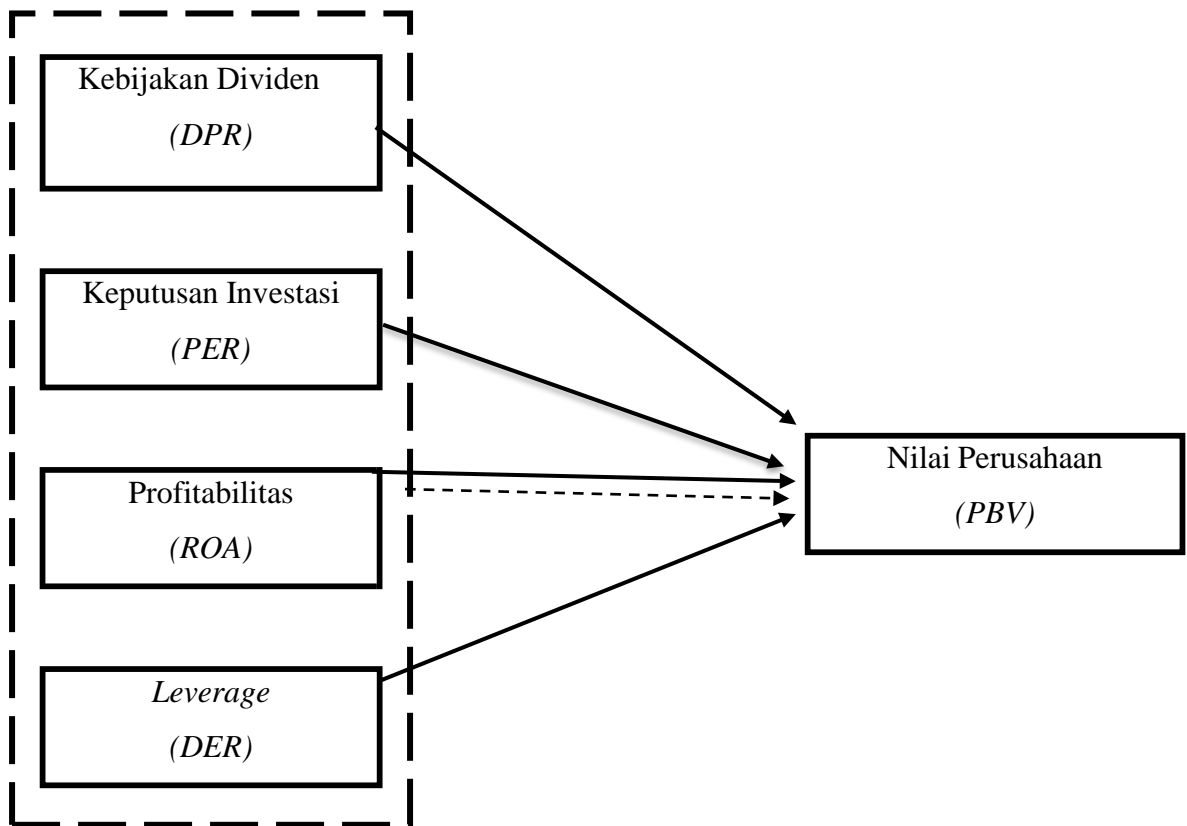 Kebijakan Dividen
(DPR)
Keputusan Investasi
(PER)
Profitabilitas
(ROA)
Leverage
(DER)
Nilai Perusahaan
(PBV)